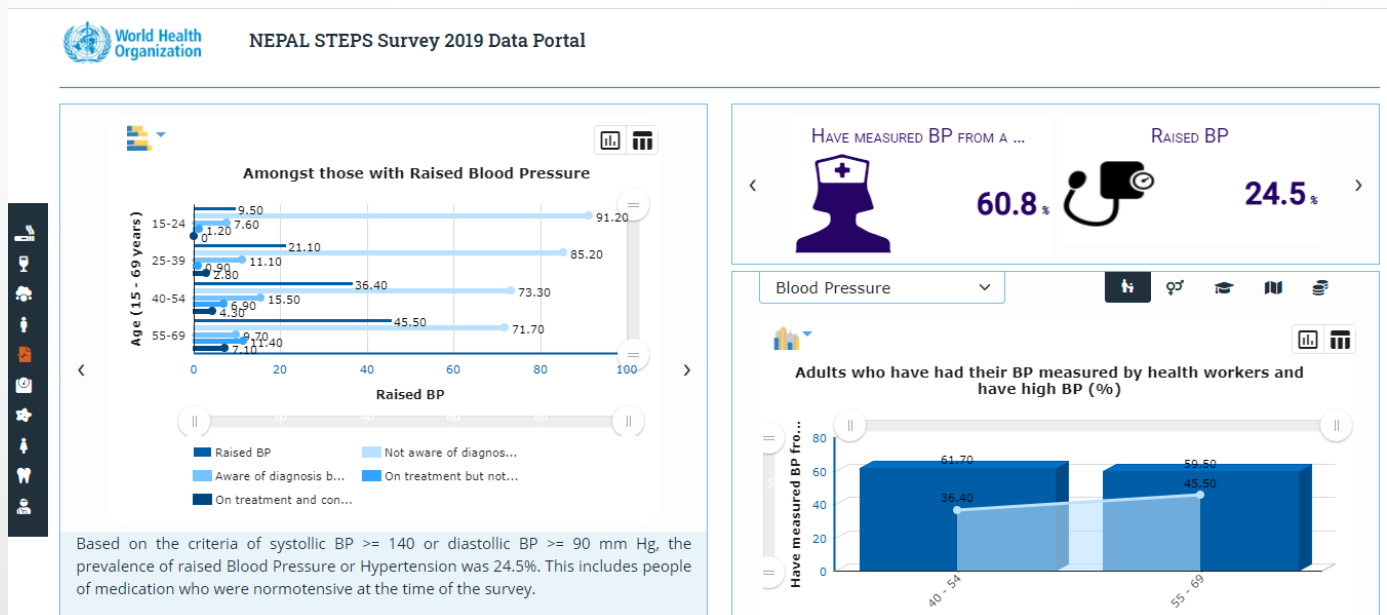 World Health
Organization
NEPAL STEPS Survey 2019 Data Portal
Amongst those with Raised Blood Pressure
Age (15 - 69 years)
15-24
25-39
40-54
55-69
9.50
91.20
7.60
1.20
0
21.10
85.20
11.10
0.90
2.80
36.40
73.30
15.50
6.90
4.30
45.50
71.70
9.70
11.40
7.10
0 20 40 60 80 100
Raised BP
20 40 60 80
Raised BP
Not aware of diagnos...
Aware of diagnosis b...
On treatment but not...
On treatment and con...
Based on the criteria of systollic BP >= 140 or diastollic BP >= 90 mm Hg, the
prevalence of raised Blood Pressure or Hypertension was 24.5%. This includes people
of medication who were normotensive at the time of the survey.
Have measured BP from a ...
60.8 %
Raised BP
24.5 %
Blood Pressure
Adults who have had their BP measured by health workers and
have high BP (%)
Have measured BP fro...
80
60
40
20
0
61.70
36.40
59.50
45.50
40 - 54
55 - 69